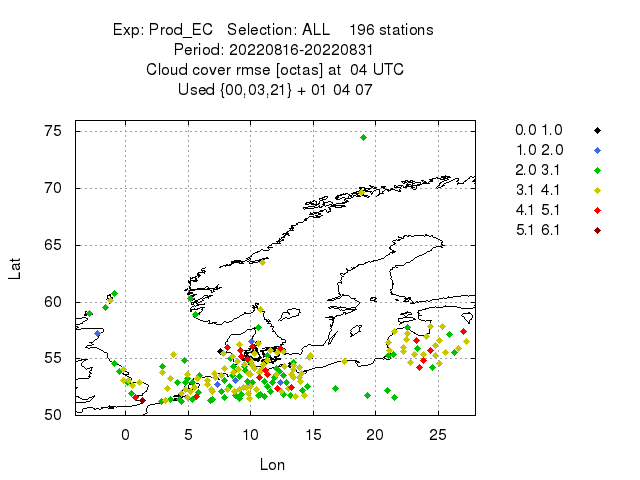 Exp: Prod_EC Selection: ALL 196 stations
Period: 20220816-20220831
Cloud cover rmse [octas] at 04 UTC
Used {00,03,21} + 01 04 07
75
70
65
60
55
50
Lat
0 5 10 15 20 25
Lon
0.0 1.0
1.0 2.0
2.0 3.1
3.1 4.1
4.1 5.1
5.1 6.1